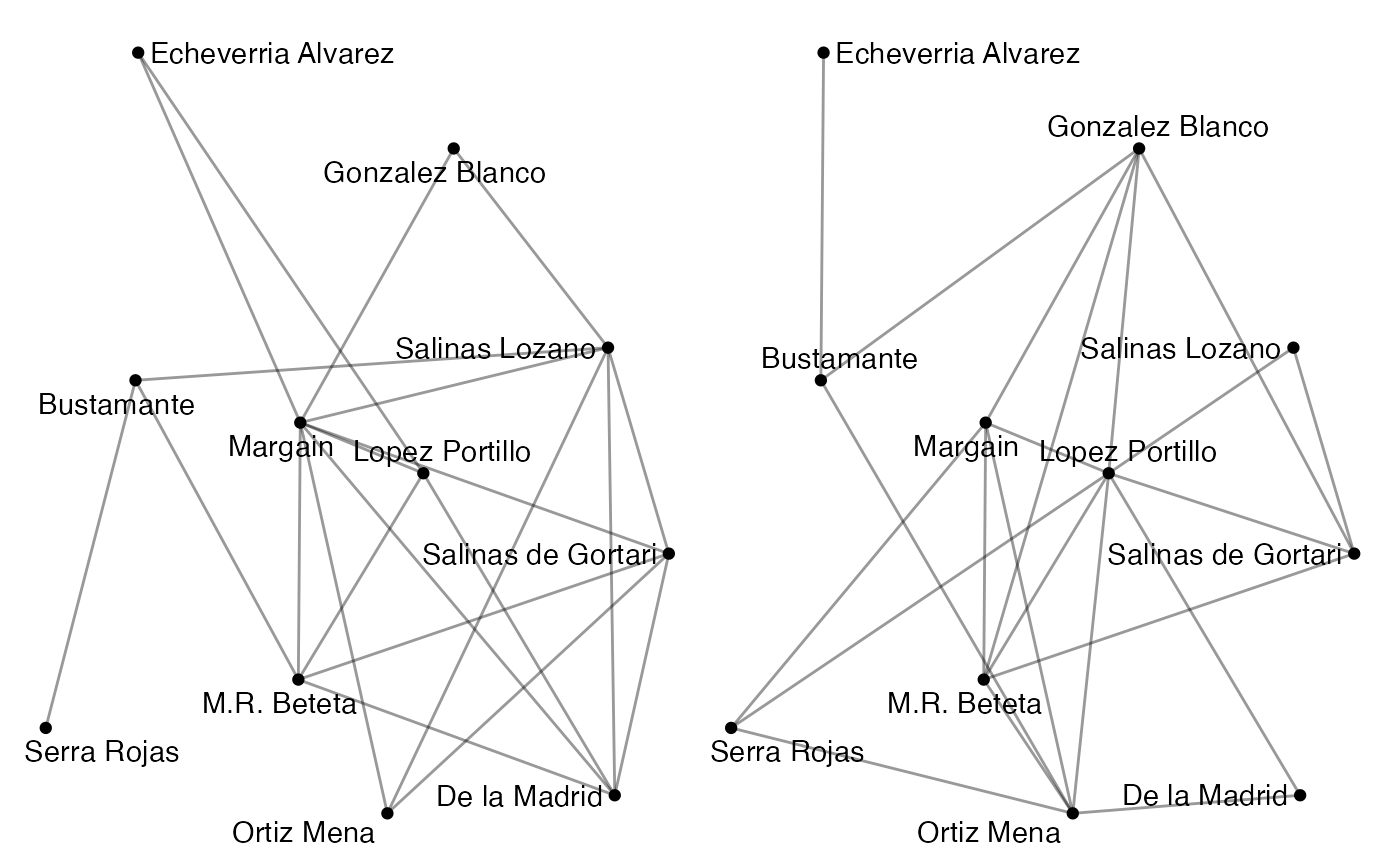 Echeverria Alvarez
Gonzalez Blanco
Salinas Lozano
Bustamante
Margain
Lopez Portillo
Salinas de Gortari
M.R. Beteta
Serra Rojas
De la Madrid
Ortiz Mena
Echeverria Alvarez
Gonzalez Blanco
Salinas Lozano
Bustamante
Margain
Lopez Portillo
Salinas de Gortari
M.R. Beteta
Serra Rojas
De la Madrid
Ortiz Mena